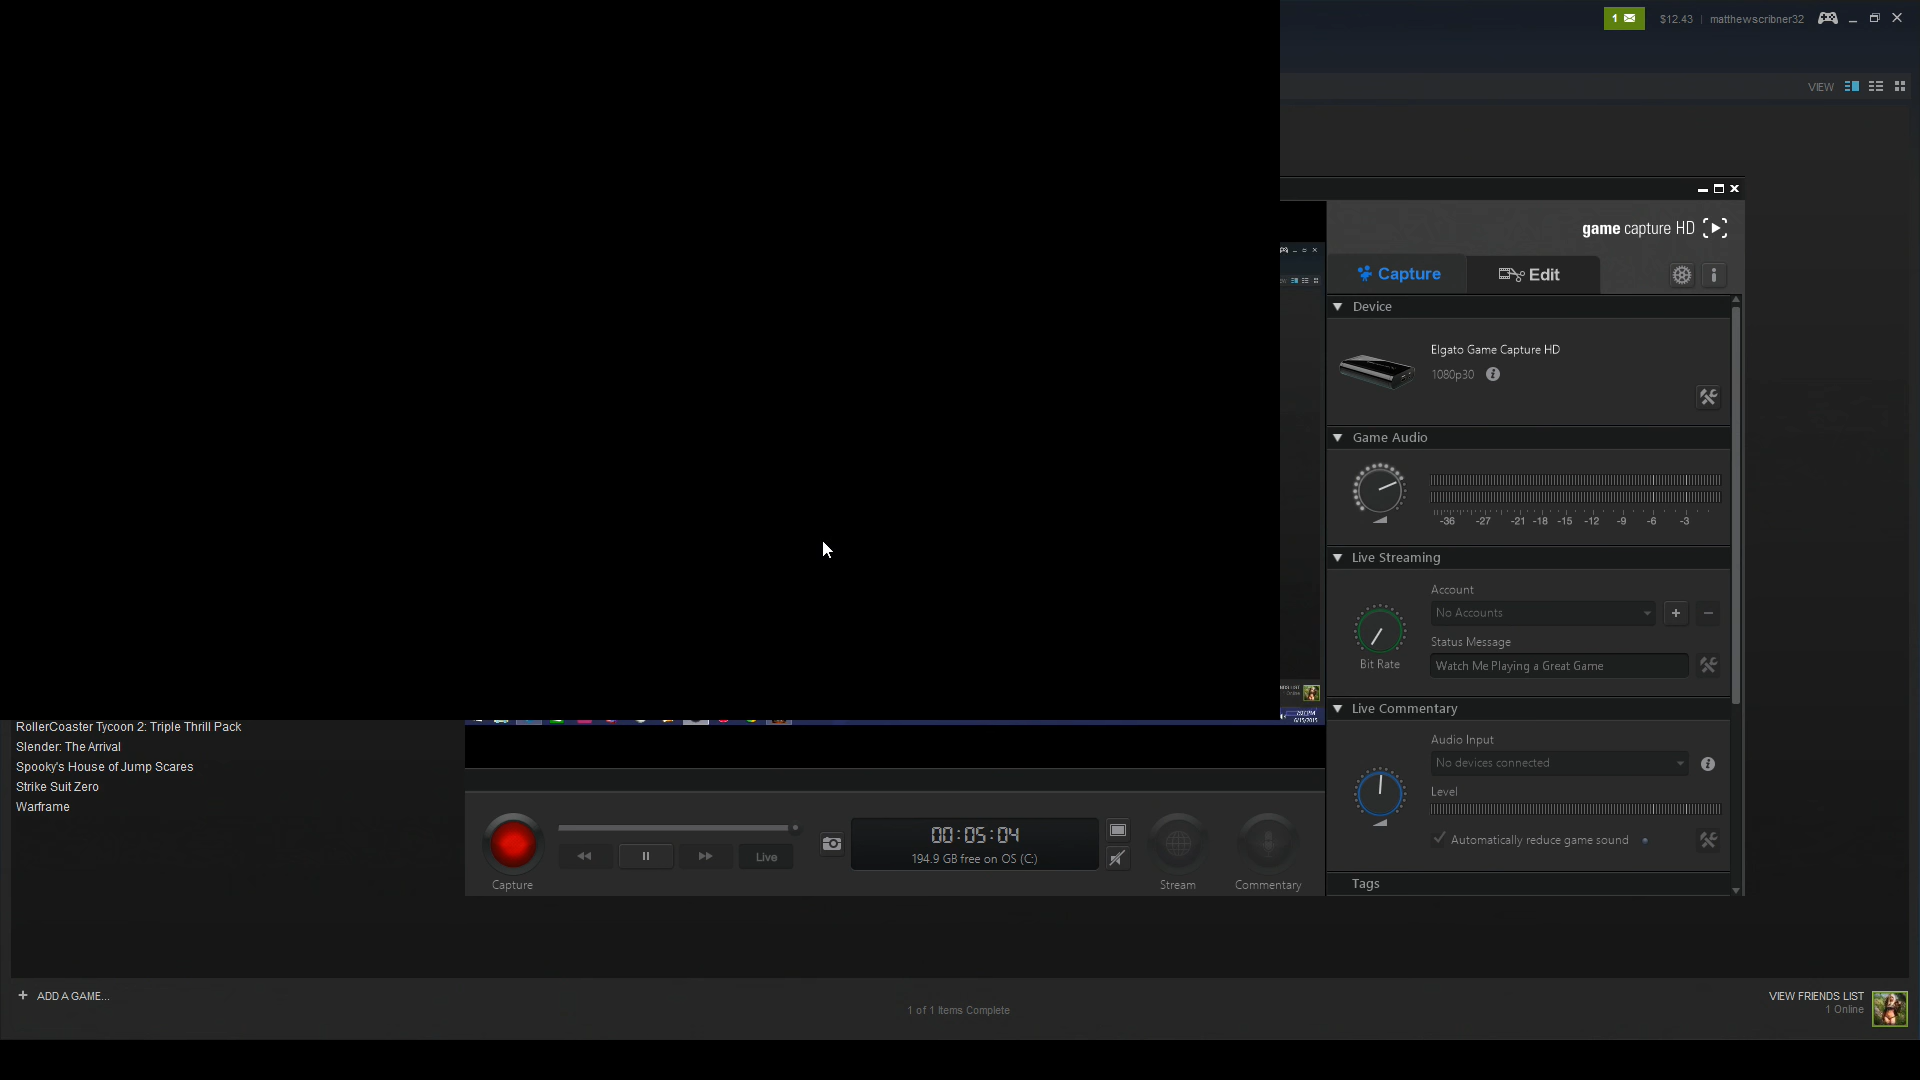 1
$12.43 | matthewscribner32
VIEW
game capture HD
Capture
Edit
Device
Elgato Game Capture HD
1080p30
Game Audio
-36 -27 -21 -18 -15 -12 -9 -6 -3
Live Streaming
Account
No Accounts
Status Message
Bit Rate
Watch Me Playing a Great Game
Live Commentary
Audio Input
No devices connected
Level
Automatically reduce game sound
Tags
RollerCoaster Tycoon 2: Triple Thrill Pack
Slender: The Arrival
Spooky's House of Jump Scares
Strike Suit Zero
Warframe
00:05:04
194.9 GB free on OS (C:)
Live
Capture
Stream
Commentary
6/15/2015
+ ADD A GAME...
1 of 1 Items Complete
VIEW FRIENDS LIST
1 Online